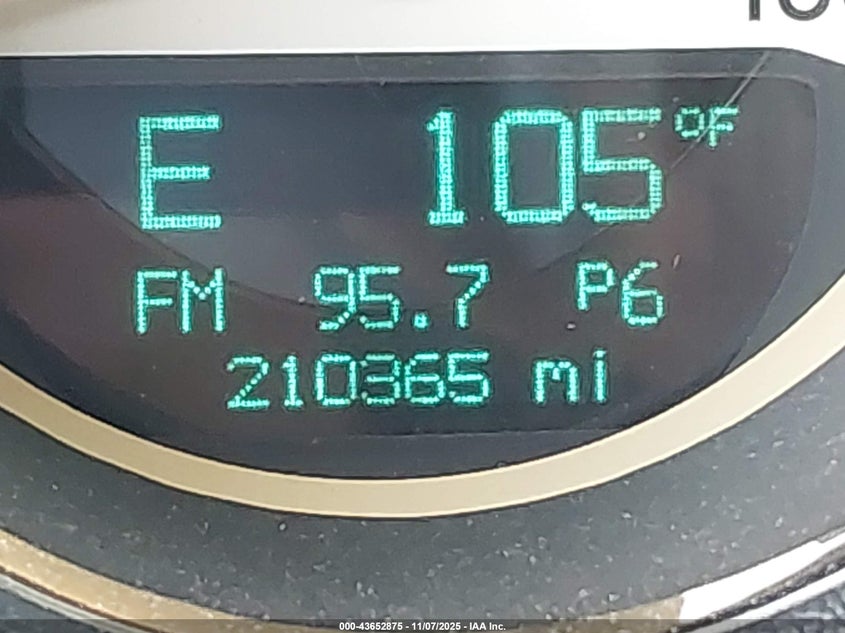 E 105°F
FM 95.7 P6
210365 mi
000-43652875 - 11/07/2025 - IAA Inc.